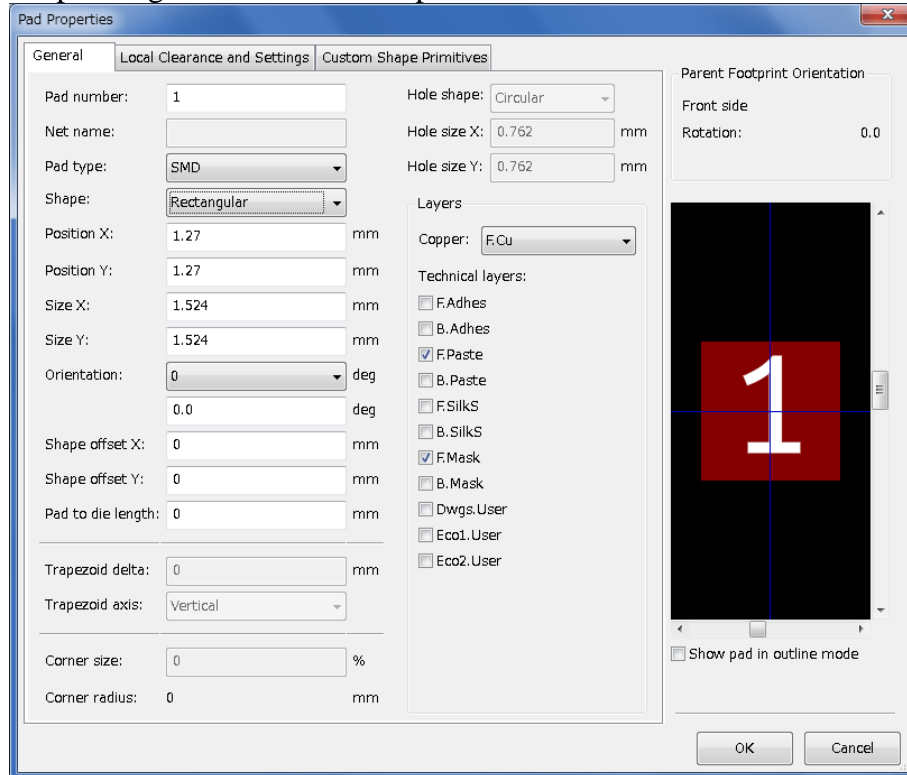 Pad Properties
General Local Clearance and Settings Custom Shape Primitives
Pad number: 1
Net name:
Pad type: SMD
Shape: Rectangular
Position X: 1.27 mm
Position Y: 1.27 mm
Size X: 1.524 mm
Size Y: 1.524 mm
Orientation: 0 deg
0.0 deg
Shape offset X: 0 mm
Shape offset Y: 0 mm
Pad to die length: 0 mm
Trapezoid delta: 0 mm
Trapezoid axis: Vertical
Corner size: 0 %
Corner radius: 0 mm
Hole shape: Circular
Hole size X: 0.762 mm
Hole size Y: 0.762 mm
Layers
Copper: F.Cu
Technical layers:
F.Adhes
B.Adhes
F.Paste
B.Paste
F.SilkS
B.SilkS
F.Mask
B.Mask
Dwgs.User
Eco1.User
Eco2.User
Parent Footprint Orientation
Front side
Rotation: 0.0
1
Show pad in outline mode
OK Cancel